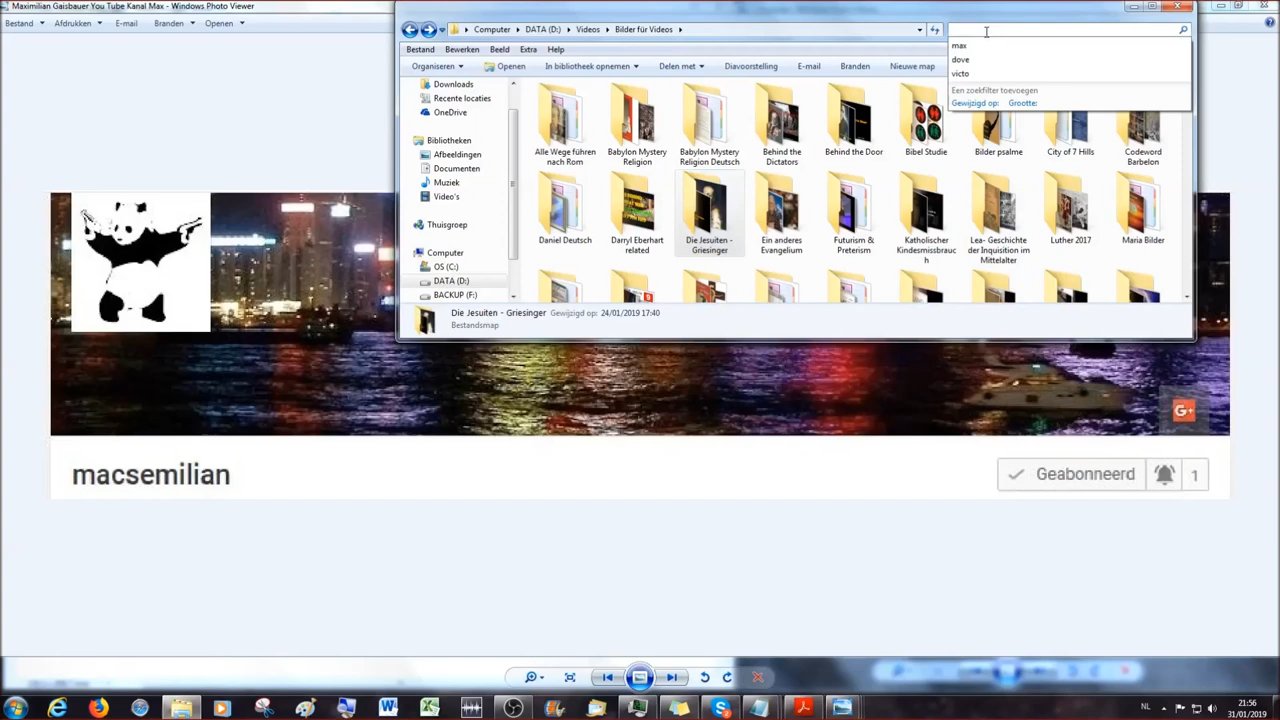 Maximilian Gaisbauer You Tube Kanal Max - Windows Photo Viewer
Bestand Afdrukken E-mail Branden Openen
Computer DATA (D:) Videos Bilder für Videos
Bestand Bewerken Beeld Extra Help
max
dove
victo
Een zoekfilter toevoegen
Gewijzigd op: Grootte:
Organiseren Openen In bibliotheek opnemen Delen met Diavoorstelling E-mail Branden Nieuwe map
Downloads
Recente locaties
OneDrive
Bibliotheken
Afbeeldingen
Documenten
Muziek
Video's
Thuisgroep
Computer
OS (C:)
DATA (D:)
BACKUP (F:)
Alle Wege führen nach Rom
Babylon Mystery Religion
Babylon Mystery Religion Deutsch
Behind the Dictators
Behind the Door
Bibel Studie
Bilder psalme
City of 7 Hills
Codeword Barbelon
Daniel Deutsch
Darryl Eberhart related
Die Jesuiten - Griesinger
Ein anderes Evangelium
Futurism & Preterism
Katholischer Kindesmissbrauch
Lea- Geschichte der Inquisition im Mittelalter
Luther 2017
Maria Bilder
Die Jesuiten - Griesinger Gewijzigd op: 24/01/2019 17:40
Bestandsmap
G+
macsemilian
Geabonneerd 1
NL
21:56
31/01/2019